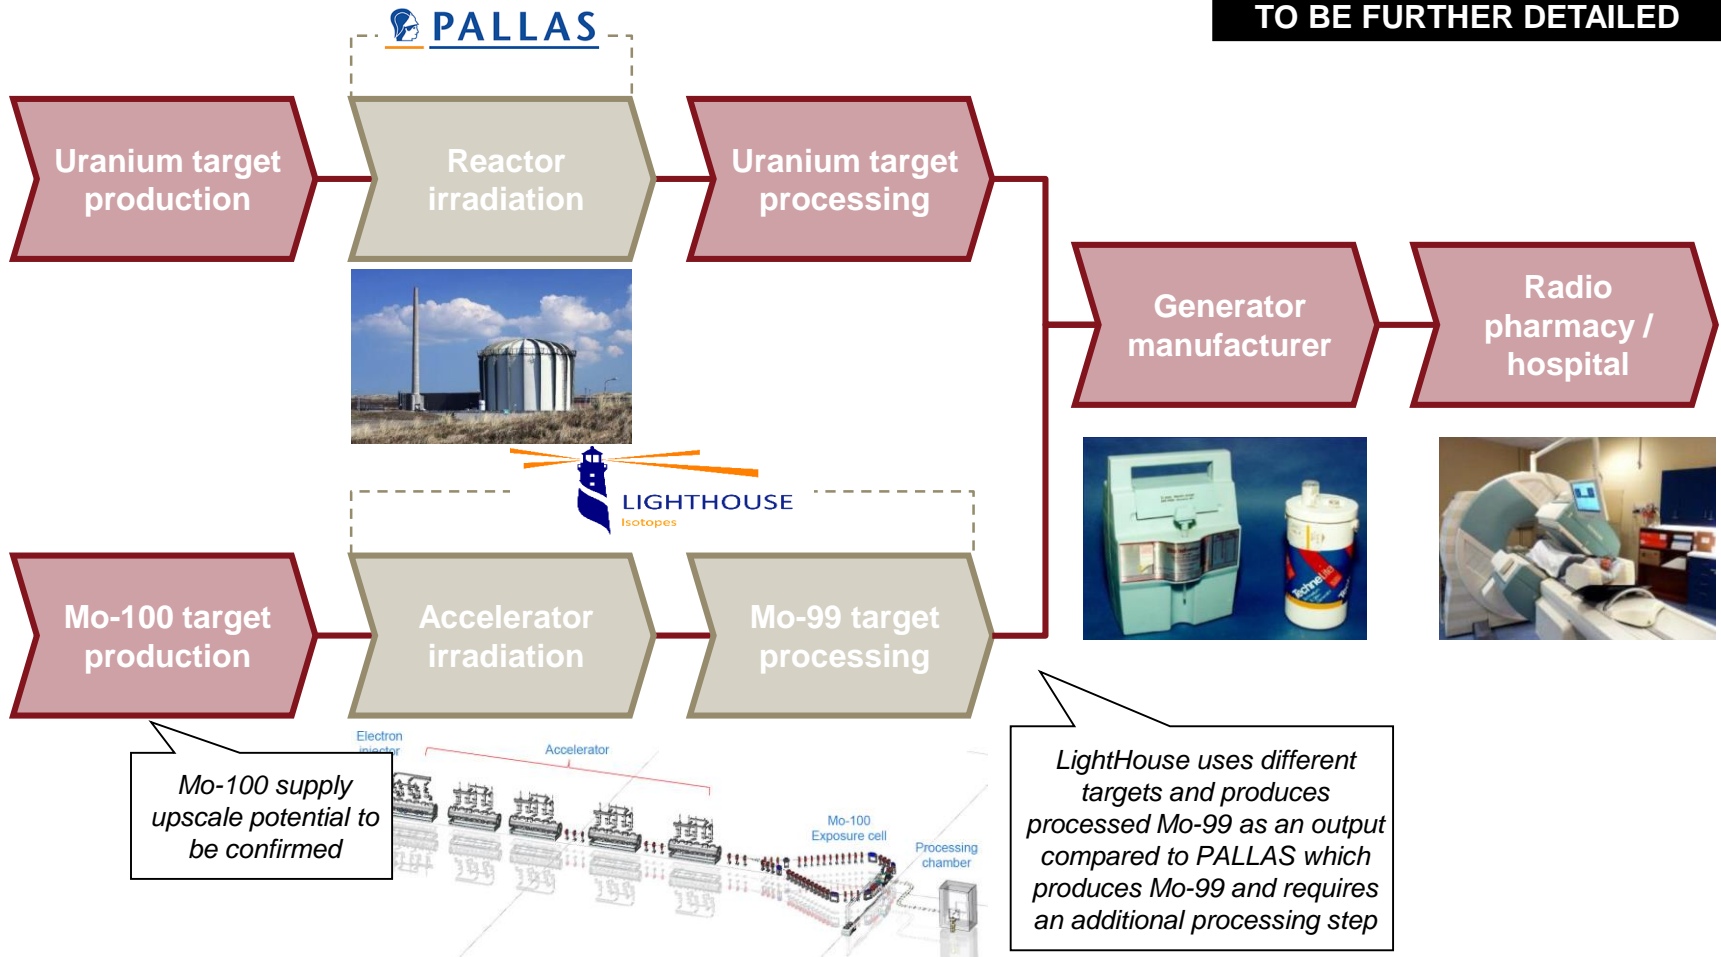 TO BE FURTHER DETAILED
PALLAS
Uranium target
production
Reactor
irradiation
Uranium target
processing
Generator
manufacturer
Radio
pharmacy /
hospital
LIGHTHOUSE
Isotopes
Mo-100 target
production
Accelerator
irradiation
Mo-99 target
processing
TechneLite
Electron
injector
Accelerator
Mo-100
Exposure cell
Processing
chamber
Mo-100 supply
upscale potential to
be confirmed
LightHouse uses different
targets and produces
processed Mo-99 as an output
compared to PALLAS which
produces Mo-99 and requires
an additional processing step